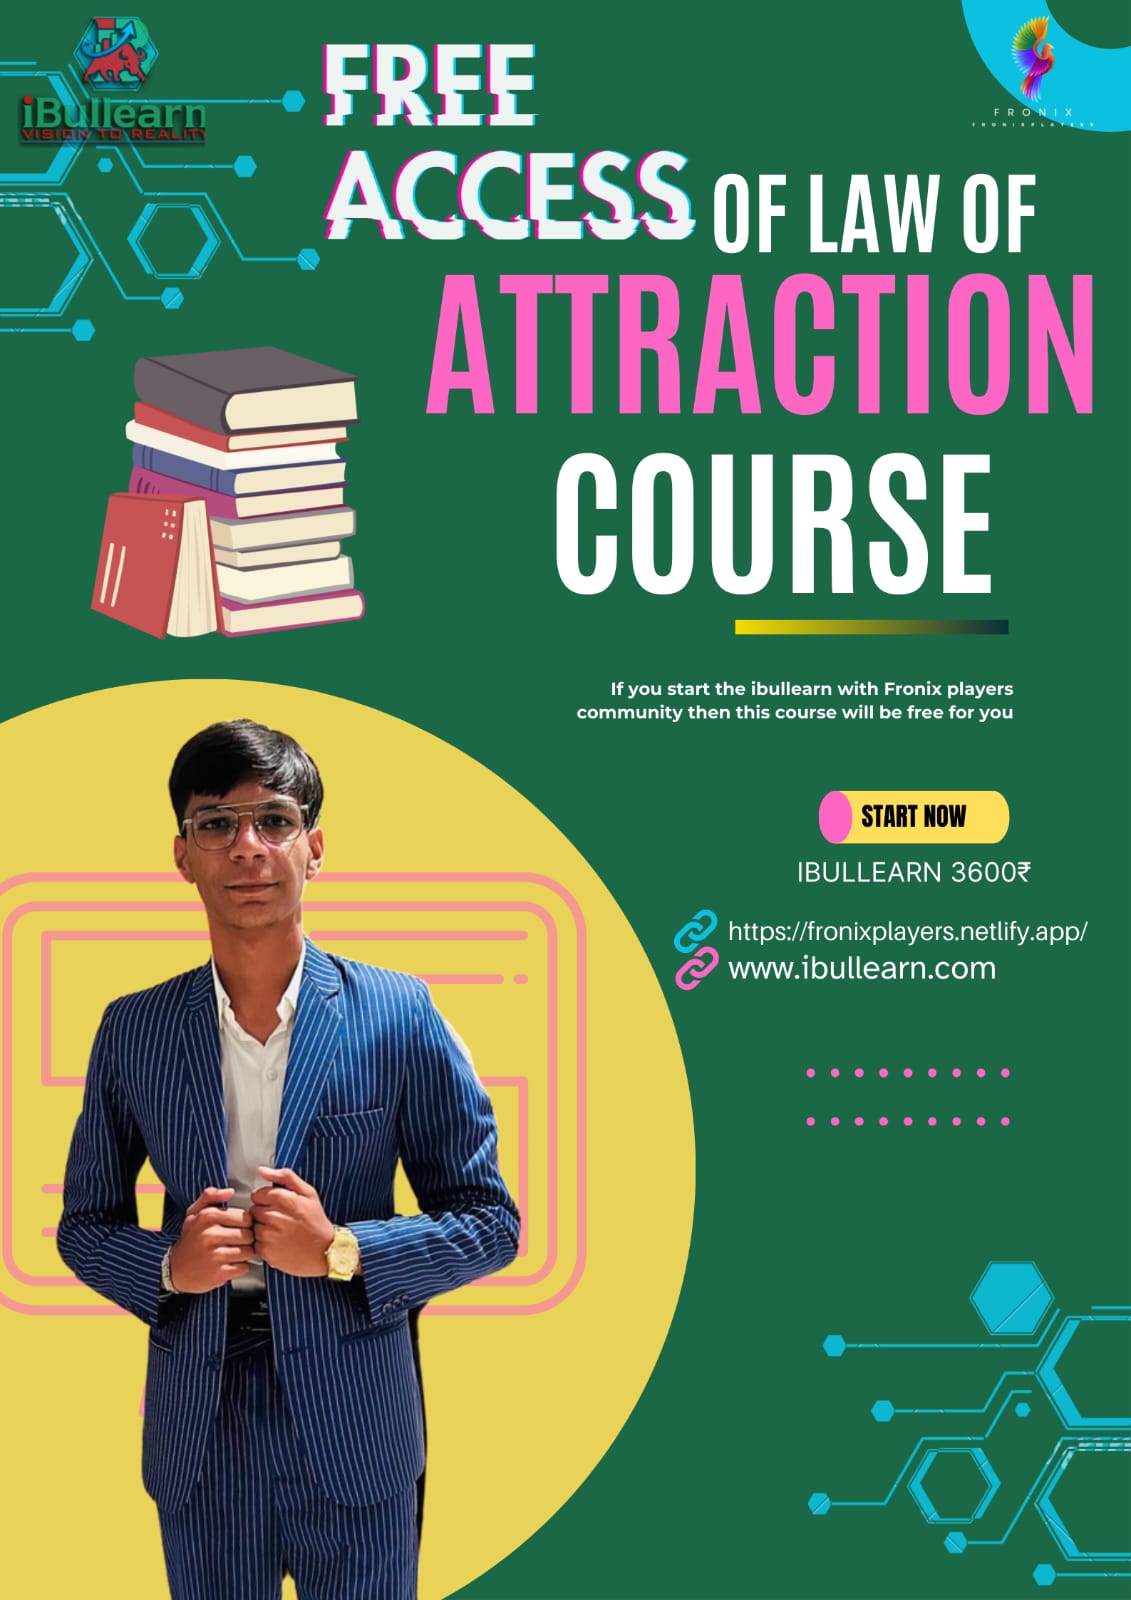 iBullearn
VISION TO REALITY
FRONIX
FRONIXPLAYERS
FREE
ACCESS OF LAW OF
ATTRACTION
COURSE
If you start the ibullearn with Fronix players
community then this course will be free for you
START NOW
IBULLEARN 3600₹
https://fronixplayers.netlify.app/
www.ibullearn.com